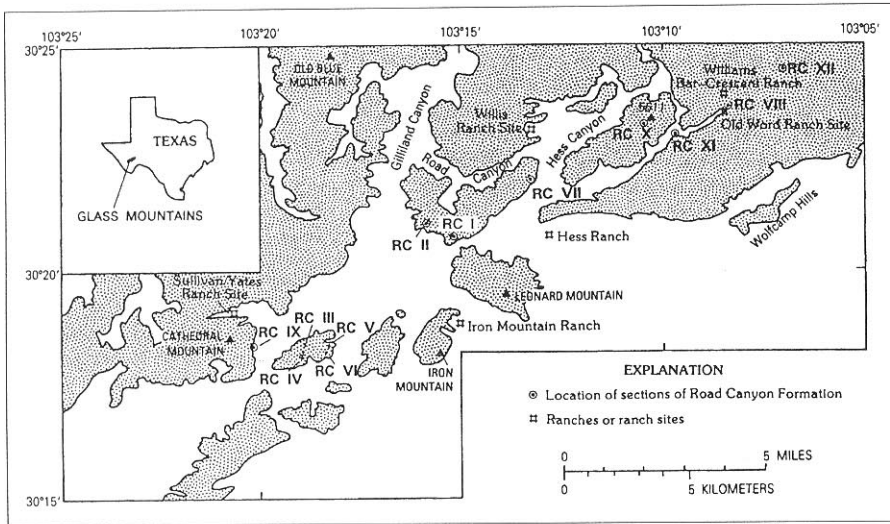 103°25'
103°20'
103°15'
103°10'
103°05'
30°25'
TEXAS
GLASS MOUNTAINS
OLD BLUE
MOUNTAIN
Gilliland Canyon
Road
Canyon
Willis
Ranch Site
Hess Canyon
6611
RC X
Williams
Bar-Crescent Ranch
RC XII
RC VIII
Old Word Ranch Site
RC XI
RC VII
RC I
RC II
Hess Ranch
Wolfcamp Hills
30°20'
Sullivan/Yates
Ranch Site
LEONARD MOUNTAIN
Iron Mountain Ranch
CATHEDRAL
MOUNTAIN
RC IX
RC III
RC V
RC IV
RC VI
IRON
MOUNTAIN
30°15'
EXPLANATION
Location of sections of Road Canyon Formation
Ranches or ranch sites
0 5 MILES
0 5 KILOMETERS